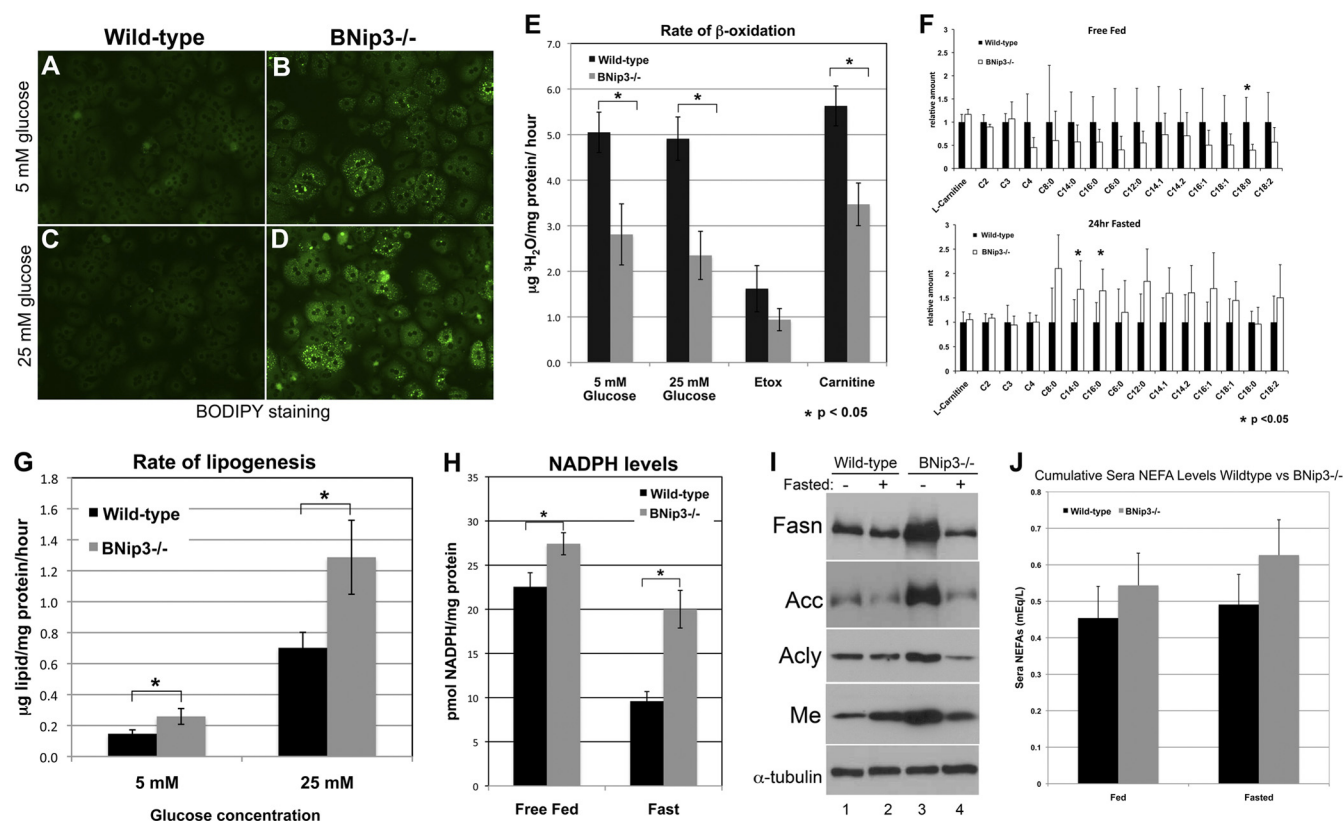 Wild-type
BNip3-/-
A
B
5 mM glucose
C
D
25 mM glucose
BODIPY staining
E
Rate of β-oxidation
Wild-type
BNip3-/-
µg ³H₂O/mg protein/ hour
7.0
6.0
5.0
4.0
3.0
2.0
1.0
0.0
*
*
*
5 mM Glucose
25 mM Glucose
Etox
Carnitine
* p < 0.05
F
Free Fed
Wild-type
BNip3-/-
relative amount
3
2.5
2
1.5
1
0.5
0
*
L-Carnitine
C2
C3
C4
C8:0
C14:0
C16:0
C6:0
C12:0
C14.1
C14.2
C16:1
C18:1
C18:0
C18:2
24hr Fasted
Wild-type
BNip3-/-
relative amount
3
2.5
2
1.5
1
0.5
0
*
*
L-Carnitine
C2
C3
C4
C8:0
C14:0
C16:0
C6:0
C12:0
C14.1
C14.2
C16:1
C18:1
C18:0
C18:2
* p <0.05
G
Rate of lipogenesis
Wild-type
BNip3-/-
µg lipid/mg protein/hour
1.8
1.6
1.4
1.2
1.0
0.8
0.6
0.4
0.2
0.0
*
*
5 mM
25 mM
Glucose concentration
H
NADPH levels
Wild-type
BNip3-/-
pmol NADPH/mg protein
35
30
25
20
15
10
5
0
*
*
Free Fed
Fast
I
Wild-type BNip3-/-
Fasted: - + - +
Fasn
Acc
Acly
Me
α-tubulin
1 2 3 4
J
Cumulative Sera NEFA Levels Wildtype vs BNip3-/-
Wild-type
BNip3-/-
Sera NEFAs (mEq/L)
0.8
0.7
0.6
0.5
0.4
0.3
0.2
0.1
0
Fed
Fasted